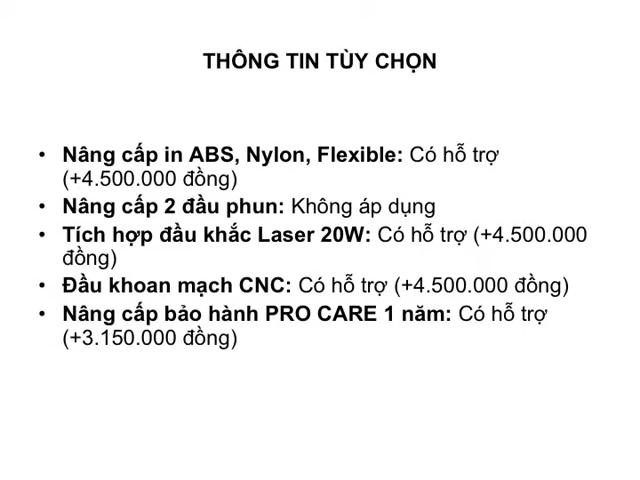 THÔNG TIN TÙY CHỌN
• Nâng cấp in ABS, Nylon, Flexible: Có hỗ trợ
(+4.500.000 đồng)
• Nâng cấp 2 đầu phun: Không áp dụng
• Tích hợp đầu khắc Laser 20W: Có hỗ trợ (+4.500.000
đồng)
• Đầu khoan mạch CNC: Có hỗ trợ (+4.500.000 đồng)
• Nâng cấp bảo hành PRO CARE 1 năm: Có hỗ trợ
(+3.150.000 đồng)